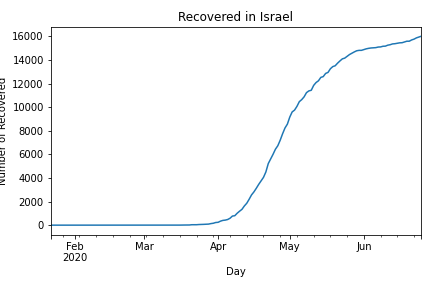 Recovered in Israel
Number of Recovered
16000
14000
12000
10000
8000
6000
4000
2000
0
Feb
2020
Mar
Apr
May
Jun
Day